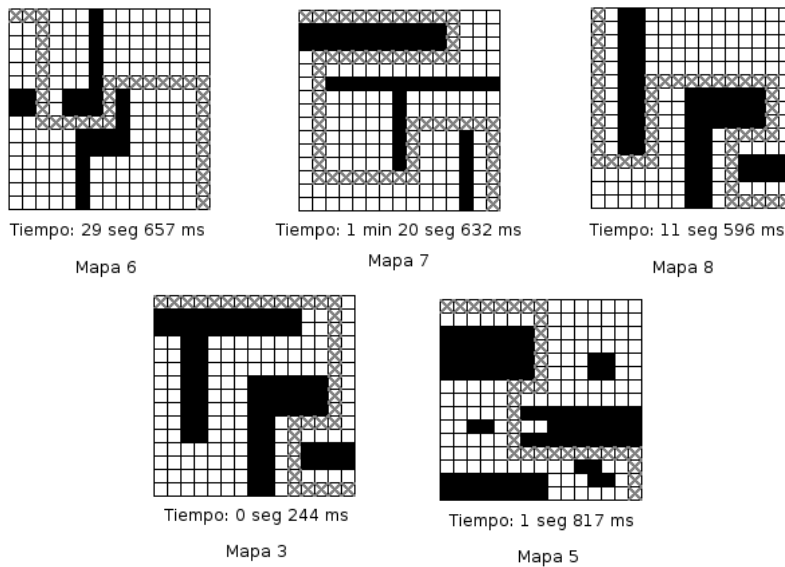 Tiempo: 29 seg 657 ms
Mapa 6
Tiempo: 1 min 20 seg 632 ms
Mapa 7
Tiempo: 11 seg 596 ms
Mapa 8
Tiempo: 0 seg 244 ms
Mapa 3
Tiempo: 1 seg 817 ms
Mapa 5